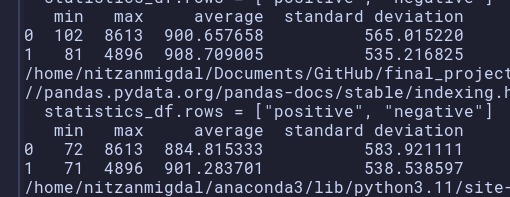 statistics_df.rows = ["positive", "negative"]
min max average standard deviation
0 102 8613 900.657658 565.015220
1 81 4896 908.709005 535.216825
/home/nitzanmigdal/Documents/GitHub/final_project
//pandas.pydata.org/pandas-docs/stable/indexing.h
statistics_df.rows = ["positive", "negative"]
min max average standard deviation
0 72 8613 884.815333 583.921111
1 71 4896 901.283701 538.538597
/home/nitzanmigdal/anaconda3/lib/python3.11/site-